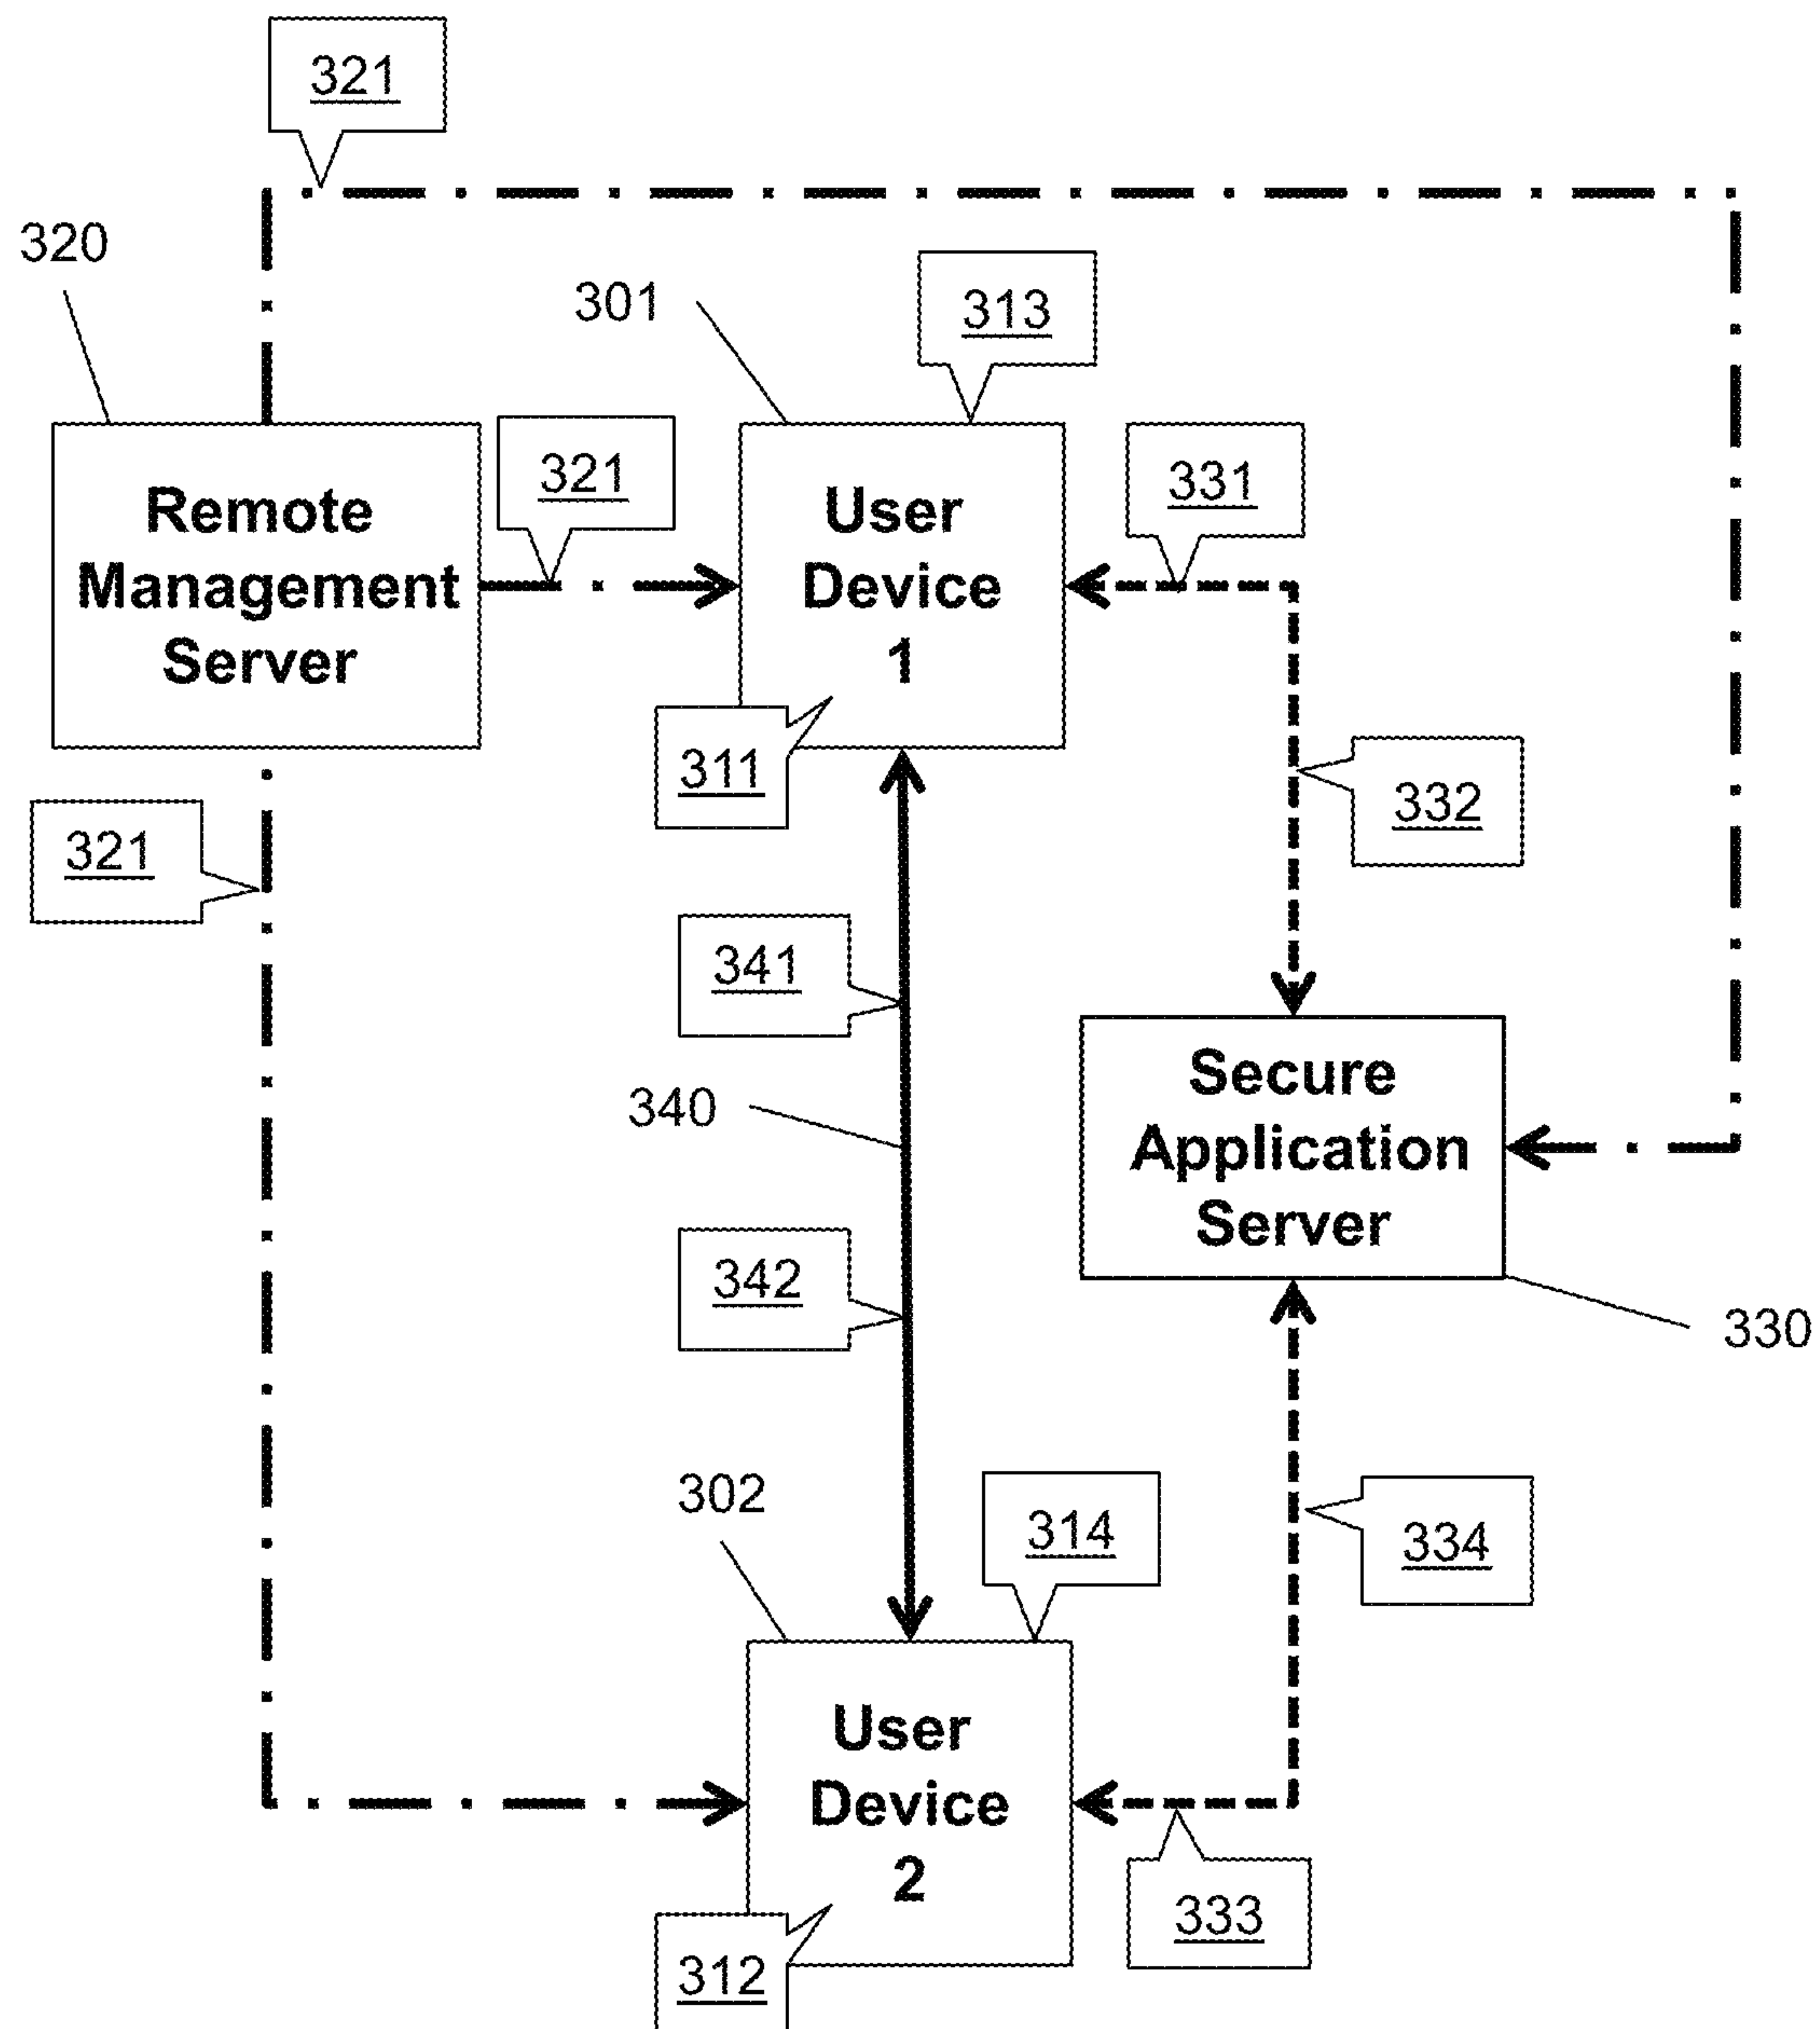 321
320
301
313
Remote
Management
Server
321
User
Device
1
331
311
332
321
341
340
Secure
Application
Server
342
330
302
314
334
User
Device
2
333
312